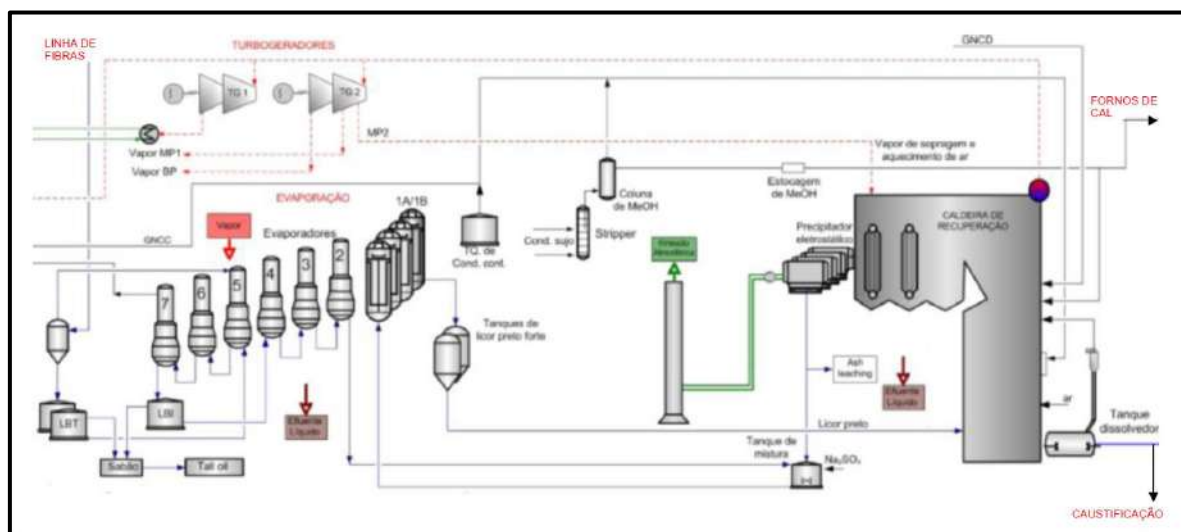 LINHA DE
FIBRAS
TURBOGERADORES
GNCD
TG 1
TG 2
FORNOS DE
CAL
MP2
Vapor MP1
Vapor BP
Vapor de sopragem e
aquecimento de ar
EVAPORAÇÃO
1A/1B
Coluna
de MeOH
Estocagem
de MeOH
Vapor
Evaporadores
CALDEIRA DE
RECUPERAÇÃO
GNCC
TQ. de
Cond. cont.
Cond. sujo
Stripper
Precipitador
eletrostático
Emissão
Atmosférica
2
3
4
5
6
7
Tanques de
licor preto forte
Ash
leaching
Efluente
Líquido
ar
LBT
LBI
Efluente
Líquido
Licor preto
Tanque
dissolvedor
Tanque de
mistura
Na₂SO₄
Sabão
Tall oil
CAUSTIFICAÇÃO